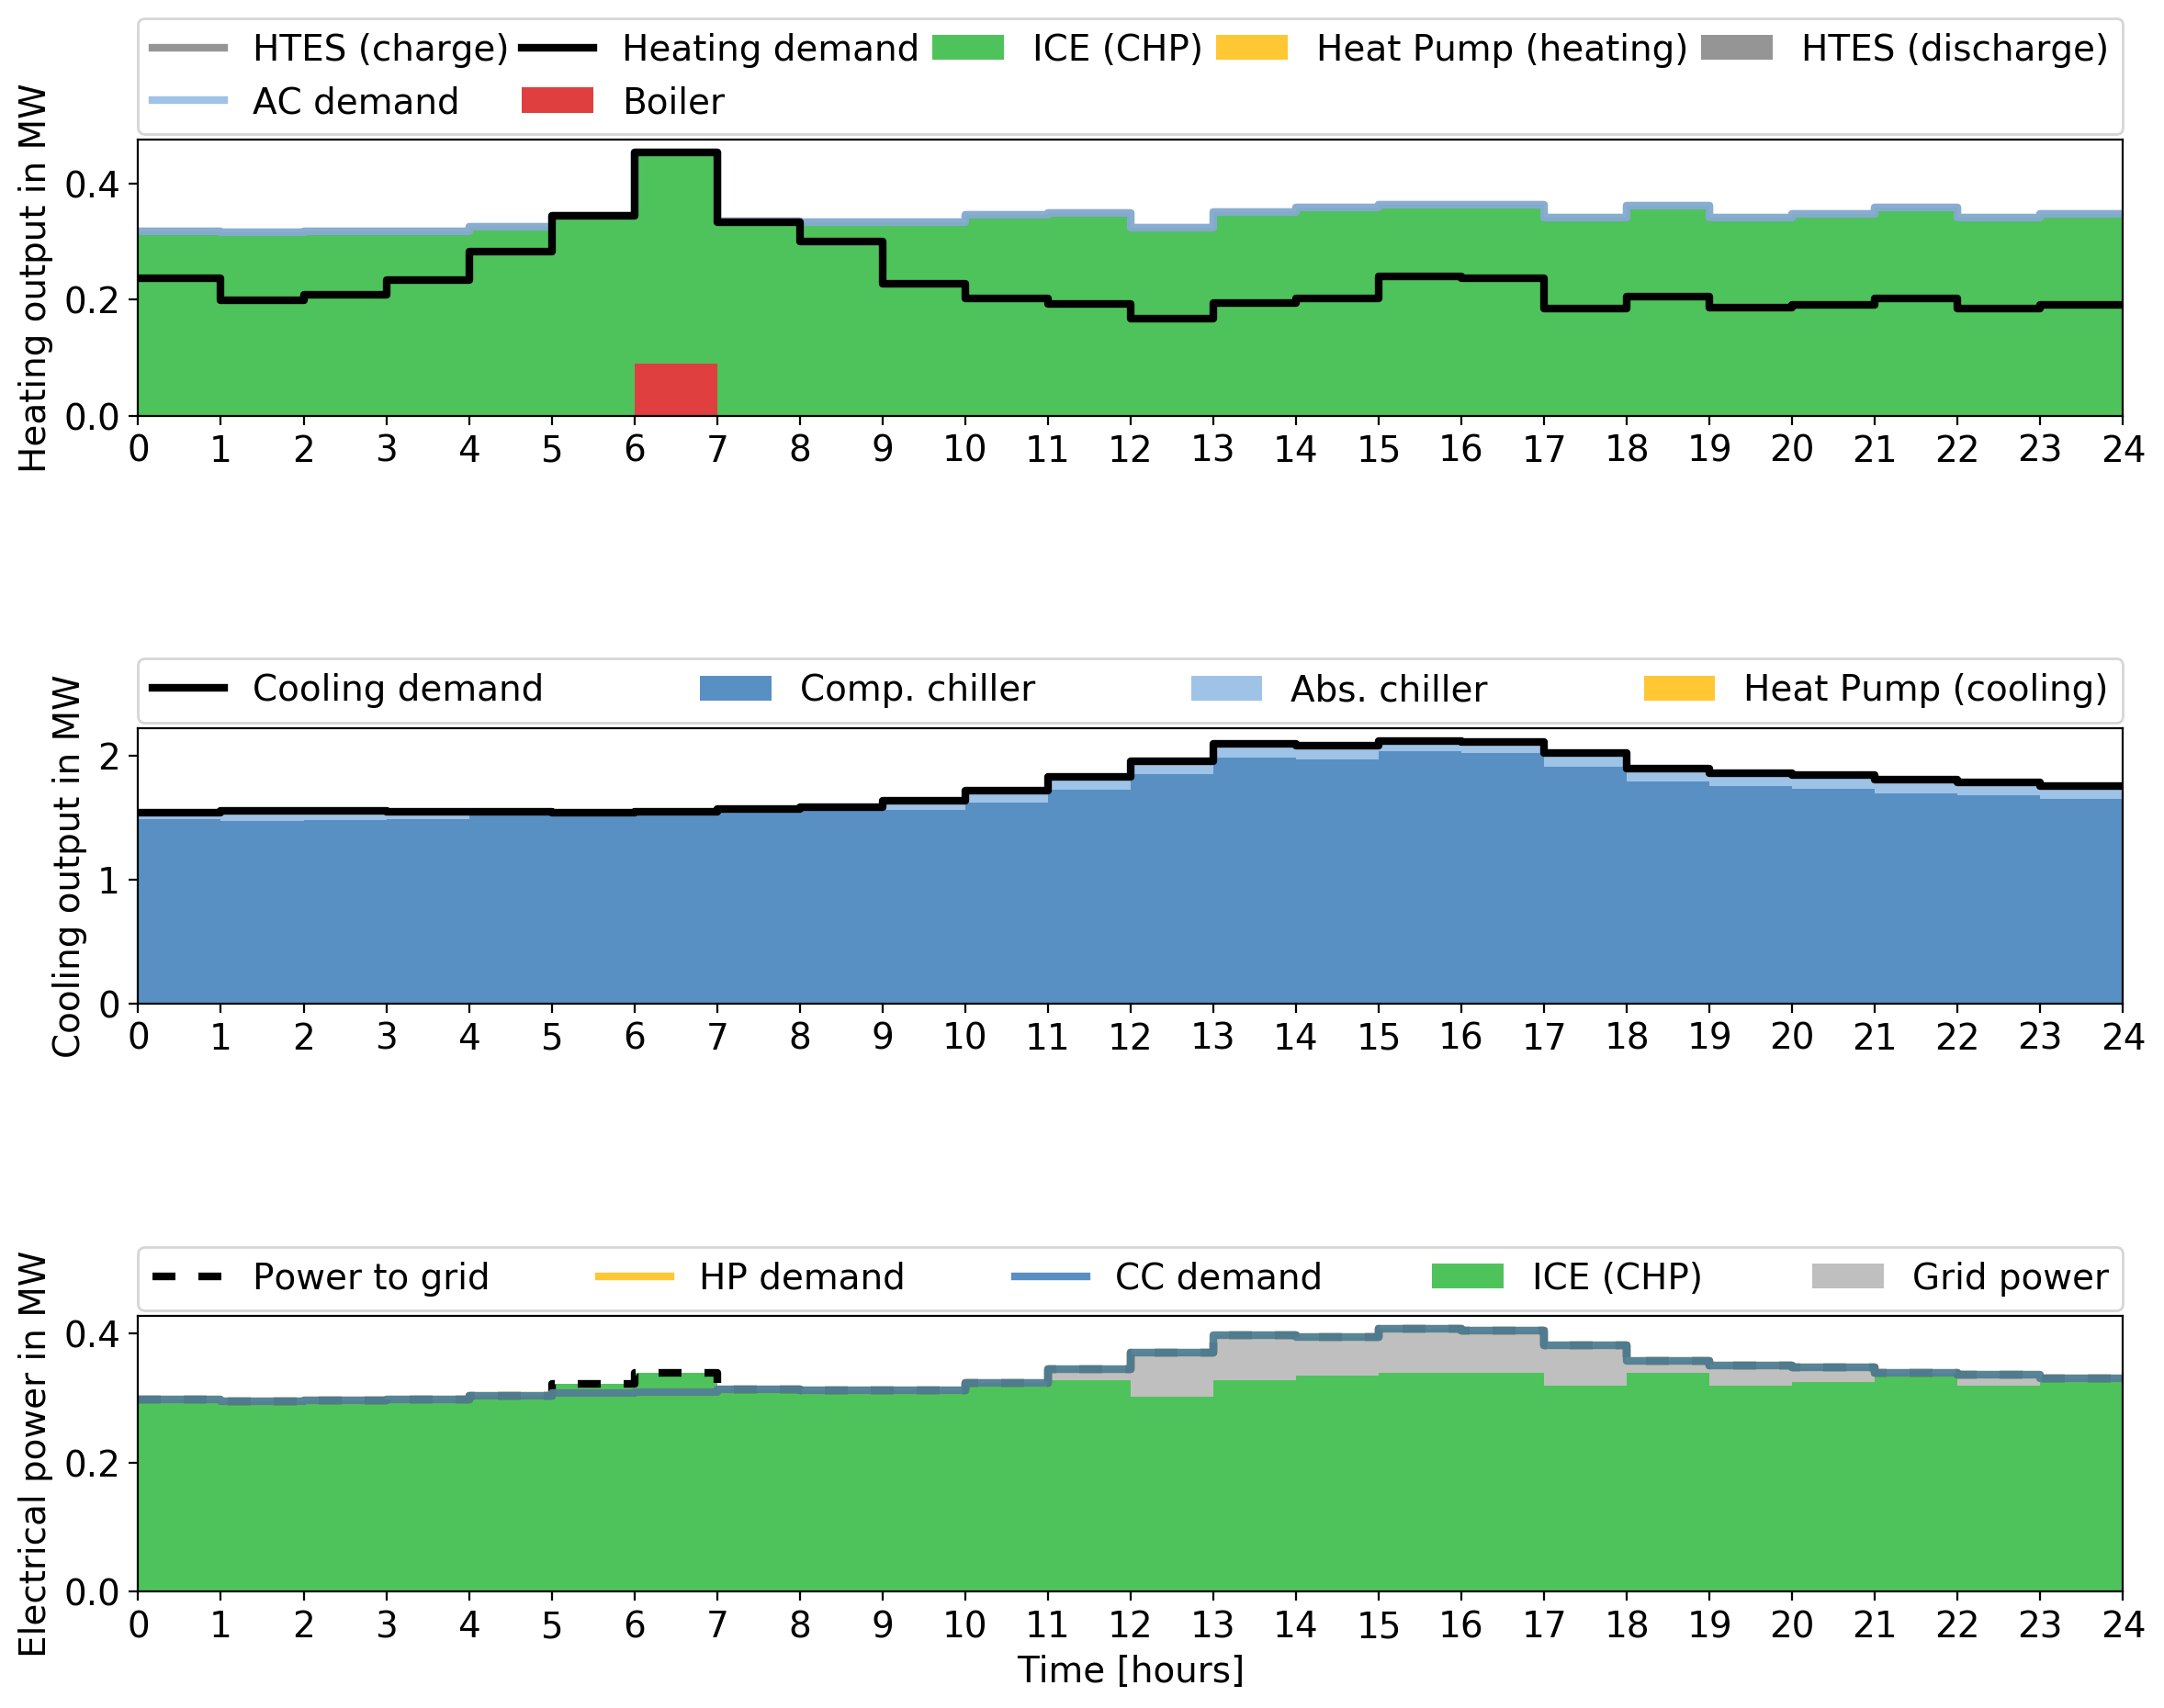 HTES (charge) Heating demand ICE (CHP) Heat Pump (heating) HTES (discharge)
AC demand Boiler
Heating output in MW
0.4
0.2
0.0
0 1 2 3 4 5 6 7 8 9 10 11 12 13 14 15 16 17 18 19 20 21 22 23 24
Cooling demand Comp. chiller Abs. chiller Heat Pump (cooling)
Cooling output in MW
2
1
0
0 1 2 3 4 5 6 7 8 9 10 11 12 13 14 15 16 17 18 19 20 21 22 23 24
Power to grid HP demand CC demand ICE (CHP) Grid power
Electrical power in MW
0.4
0.2
0.0
0 1 2 3 4 5 6 7 8 9 10 11 12 13 14 15 16 17 18 19 20 21 22 23 24
Time [hours]